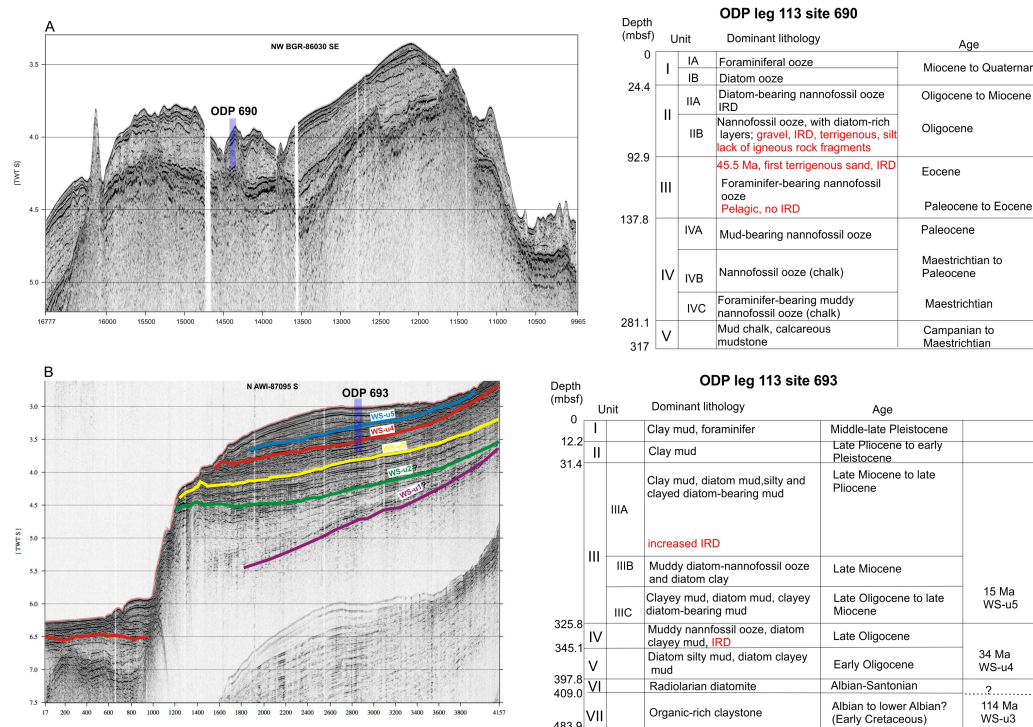 A
NW BGR-86030 SE
ODP 690
3.5
4.0
4.5
5.0
[TWT S]
16777 16000 15500 15000 14500 14000 13500 13000 12500 12000 11500 11000 10500 9965
ODP leg 113 site 690
Depth
(mbsf)
Unit
Dominant lithology
Age
0
I
IA
Foraminiferal ooze
Miocene to Quaternar
IB
Diatom ooze
24.4
II
IIA
Diatom-bearing nannofossil ooze
IRD
Oligocene to Miocene
IIB
Nannofossil ooze, with diatom-rich
layers; gravel, IRD, terrigenous, silt
lack of igneous rock fragments
Oligocene
92.9
III
45.5 Ma, first terrigenous sand, IRD
Foraminifer-bearing nannofossil
ooze
Pelagic, no IRD
Eocene
Paleocene to Eocene
137.8
IV
IVA
Mud-bearing nannofossil ooze
Paleocene
IVB
Nannofossil ooze (chalk)
Maestrichtian to
Paleocene
IVC
Foraminifer-bearing muddy
nannofossil ooze (chalk)
Maestrichtian
281.1
V
Mud chalk, calcareous
mudstone
Campanian to
Maestrichtian
317
B
N AWI-87095 S
ODP 693
WS-u5
WS-u4
WS-u2?
WS-u1
3.0
3.5
4.0
4.5
5.0
5.5
6.0
6.5
7.0
7.5
[TWT S]
17 200 400 600 800 1000 1200 1400 1600 1800 2000 2200 2400 2600 2800 3000 3200 3400 3600 3800 4157
ODP leg 113 site 693
Depth
(mbsf)
Unit
Dominant lithology
Age
0
I
Clay mud, foraminifer
Middle-late Pleistocene
12.2
II
Clay mud
Late Pliocene to early
Pleistocene
31.4
III
IIIA
Clay mud, diatom mud,silty and
clayed diatom-bearing mud
increased IRD
Late Miocene to late
Pliocene
IIIB
Muddy diatom-nannofossil ooze
and diatom clay
Late Miocene
IIIC
Clayey mud, diatom mud, clayey
diatom-bearing mud
Late Oligocene to late
Miocene
15 Ma
WS-u5
325.8
IV
Muddy nannfossil ooze, diatom
clayey mud, IRD
Late Oligocene
345.1
V
Diatom silty mud, diatom clayey
mud
Early Oligocene
34 Ma
WS-u4
397.8
VI
Radiolarian diatomite
Albian-Santonian
?
409.0
VII
Organic-rich claystone
Albian to lower Albian?
(Early Cretaceous)
114 Ma
WS-u3
483.9